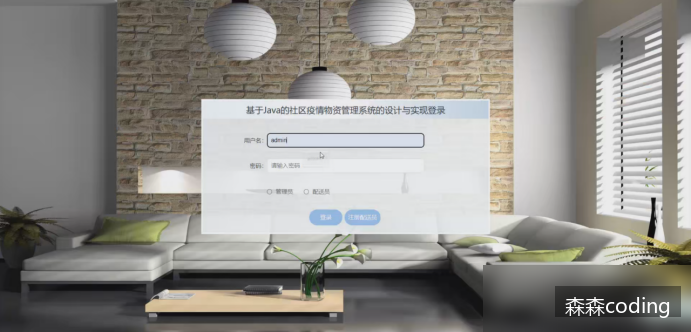 基于Java的社区疫情物资管理系统的设计与实现登录
用户名: admin
密码: 请输入密码
管理员 配送员
登录 注册配送员
森森coding